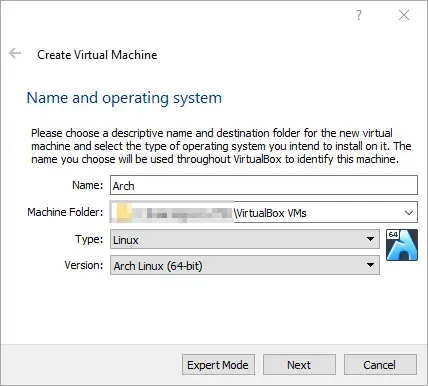 ?
Create Virtual Machine
Name and operating system
Please choose a descriptive name and destination folder for the new virtual
machine and select the type of operating system you intend to install on it. The
name you choose will be used throughout VirtualBox to identify this machine.
Name: Arch
Machine Folder: \VirtualBox VMs
Type: Linux
64
Version: Arch Linux (64-bit)
Expert Mode Next Cancel